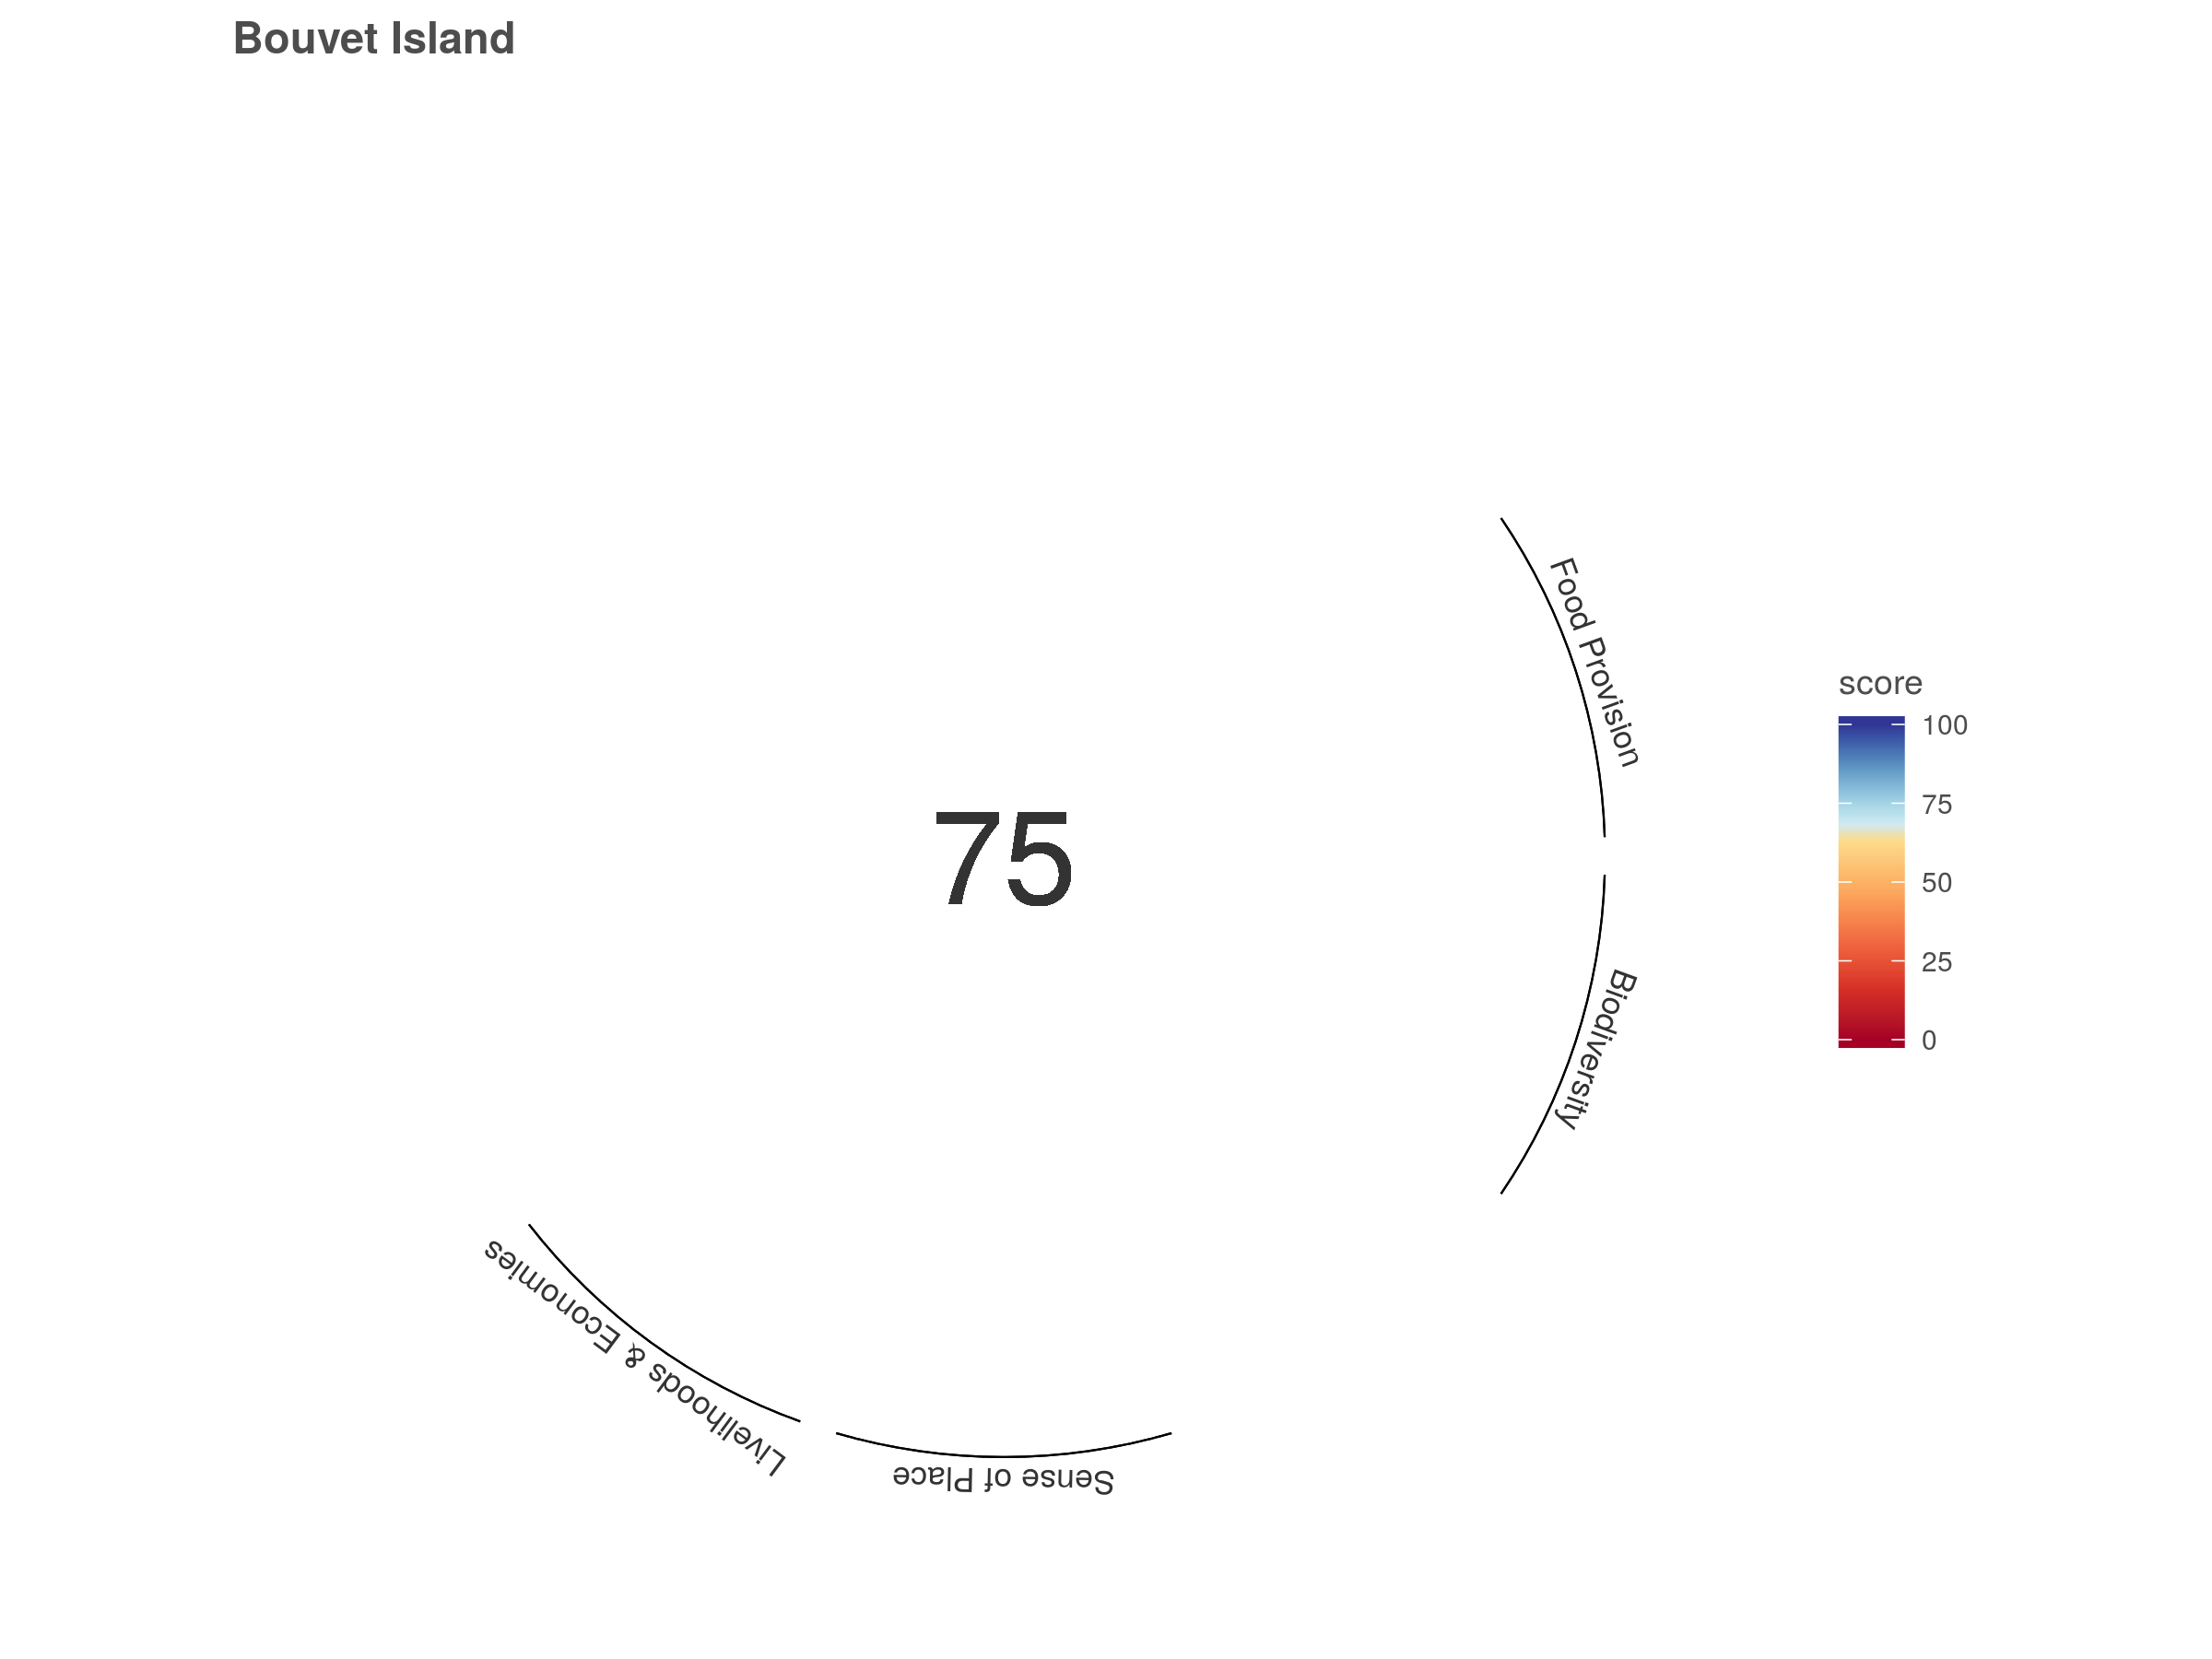 Bouvet Island
Food Provision
score
100
75
50
25
0
75
Biodiversity
Livelihoods & Economies
Sense of Place